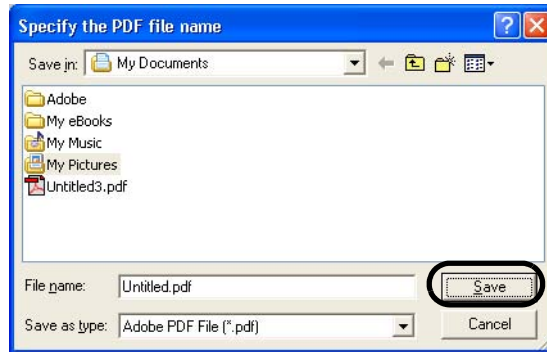 Specify the PDF file name
Save in: My Documents
Adobe
My eBooks
My Music
My Pictures
Untitled3.pdf
File name: Untitled.pdf Save
Save as type: Adobe PDF File (*.pdf) Cancel